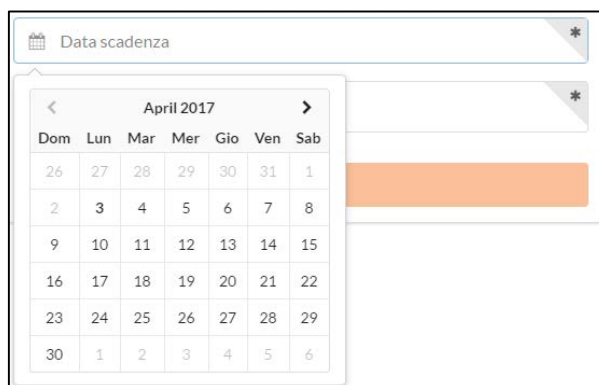 Data scadenza *
*
< April 2017 >
Dom Lun Mar Mer Gio Ven Sab
26 27 28 29 30 31 1
2 3 4 5 6 7 8
9 10 11 12 13 14 15
16 17 18 19 20 21 22
23 24 25 26 27 28 29
30 1 2 3 4 5 6